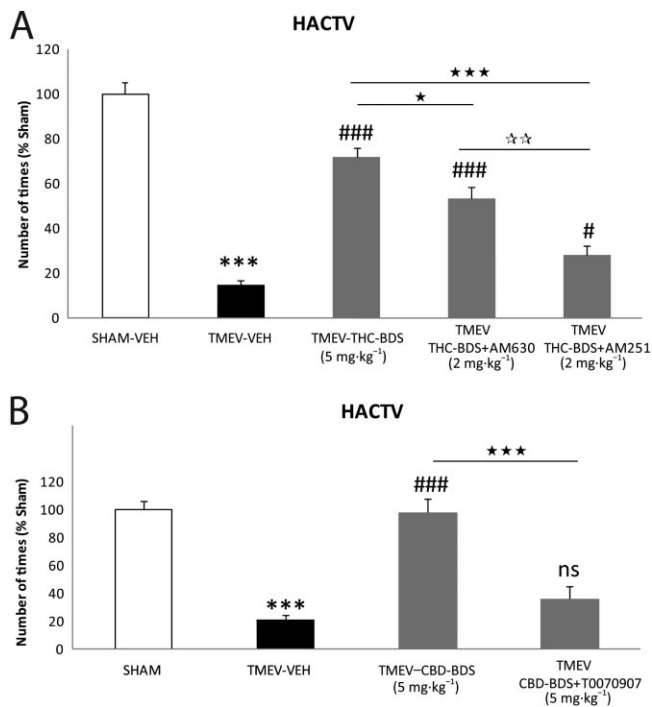 A
HACTV
Number of times (% Sham)
120
100
80
60
40
20
0
***
###
###
#
★★★
★
☆☆
SHAM-VEH
TMEV-VEH
TMEV-THC-BDS
(5 mg·kg⁻¹)
TMEV
THC-BDS+AM630
(2 mg·kg⁻¹)
TMEV
THC-BDS+AM251
(2 mg·kg⁻¹)
B
HACTV
Number of times (% Sham)
120
100
80
60
40
20
0
***
###
★★★
ns
SHAM
TMEV-VEH
TMEV–CBD-BDS
(5 mg·kg⁻¹)
TMEV
CBD-BDS+T0070907
(5 mg·kg⁻¹)